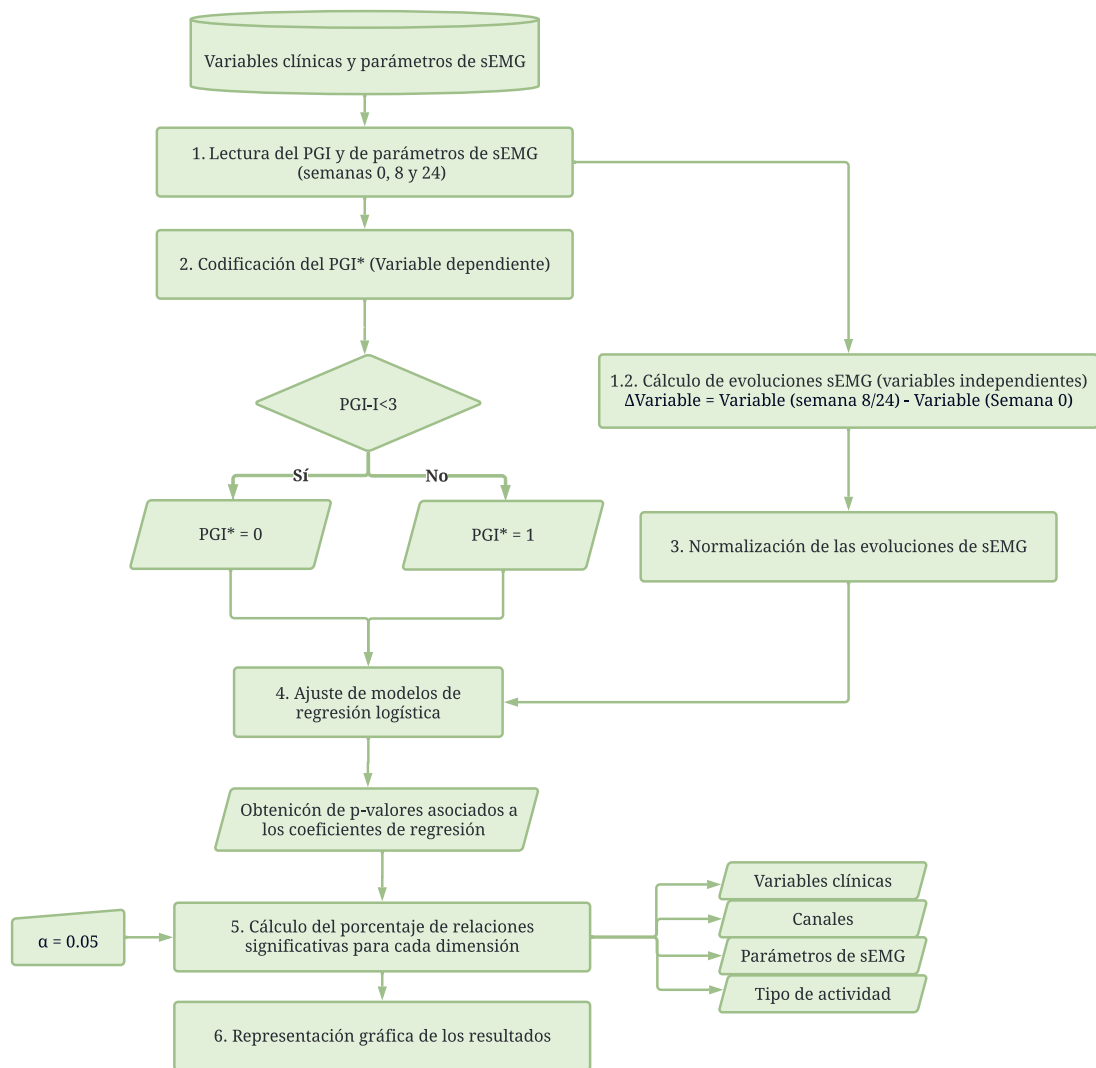 Variables clínicas y parámetros de sEMG
1. Lectura del PGI y de parámetros de sEMG
(semanas 0, 8 y 24)
2. Codificación del PGI* (Variable dependiente)
PGI-I<3
1.2. Cálculo de evoluciones sEMG (variables independientes)
ΔVariable = Variable (semana 8/24) - Variable (Semana 0)
Sí
No
PGI* = 0
PGI* = 1
3. Normalización de las evoluciones de sEMG
4. Ajuste de modelos de
regresión logística
Obtenicón de p-valores asociados a
los coeficientes de regresión
α = 0.05
5. Cálculo del porcentaje de relaciones
significativas para cada dimensión
Variables clínicas
Canales
Parámetros de sEMG
Tipo de actividad
6. Representación gráfica de los resultados